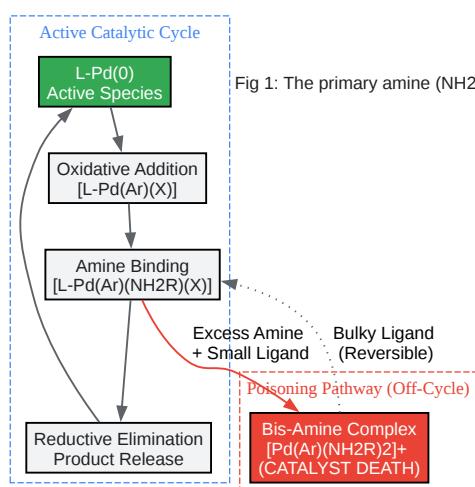 Active Catalytic Cycle
L-Pd(0)
Active Species
Fig 1: The primary amine (NH2
Oxidative Addition
[L-Pd(Ar)(X)]
Amine Binding
[L-Pd(Ar)(NH2R)(X)]
Excess Amine
+ Small Ligand
Bulky Ligand
(Reversible)
Poisoning Pathway (Off-Cycle)
Reductive Elimination
Product Release
Bis-Amine Complex
[Pd(Ar)(NH2R)2]+
(CATALYST DEATH)